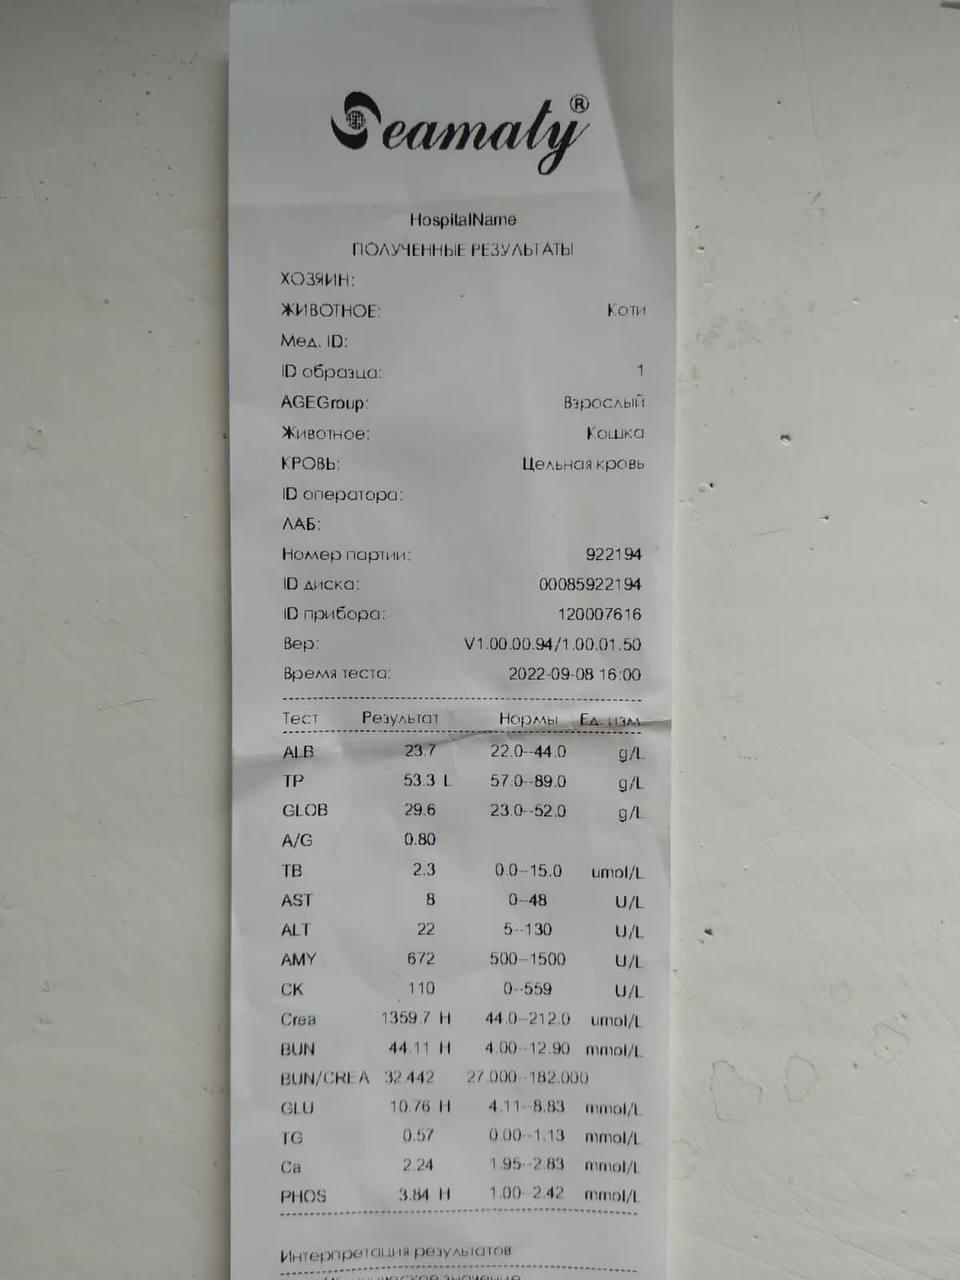 Seamaty®
HospitalName
ПОЛУЧЕННЫЕ РЕЗУЛЬТАТЫ
ХОЗЯИН:
ЖИВОТНОЕ: Коти
Мед. ID:
ID образца: 1
AGEGroup: Взрослый
Животное: Кошка
КРОВЬ: Цельная кровь
ID оператора:
ЛАБ:
Номер партии: 922194
ID диска: 00085922194
ID прибора: 120007616
Вер: V1.00.00.94/1.00.01.50
Время теста: 2022-09-08 16:00
Тест Результат Нормы Ед. изм.
ALB 23.7 22.0--44.0 g/L
TP 53.3 L 57.0--89.0 g/L
GLOB 29.6 23.0--52.0 g/L
A/G 0.80
TB 2.3 0.0--15.0 umol/L
AST 8 0--48 U/L
ALT 22 5--130 U/L
AMY 672 500--1500 U/L
CK 110 0--559 U/L
Crea 1359.7 H 44.0--212.0 umol/L
BUN 44.11 H 4.00--12.90 mmol/L
BUN/CREA 32.442 27.000--182.000
GLU 10.76 H 4.11--8.83 mmol/L
TG 0.57 0.00--1.13 mmol/L
Ca 2.24 1.95--2.83 mmol/L
PHOS 3.84 H 1.00--2.42 mmol/L
Интерпретация результатов
значение